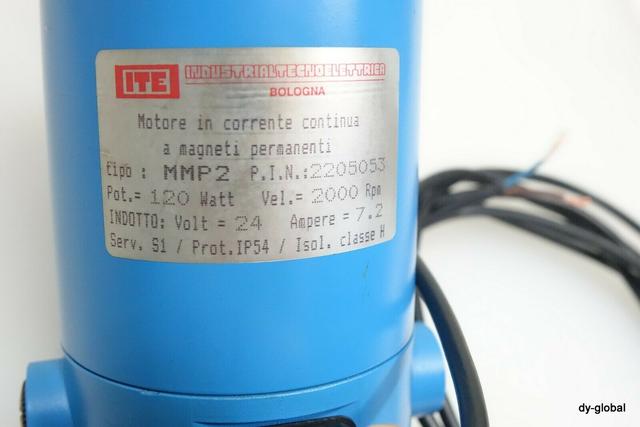 ITE INDUSTRIALTECNOELETTRICA
BOLOGNA
Motore in corrente continua
a magneti permanenti
tipo : MMP2 P.I.N.:2205053
Pot.= 120 Watt Vel.= 2000 Rpm
INDOTTO: Volt = 24 Ampere = 7.2
Serv. S1 / Prot.IP54 / Isol. classe H
dy-global